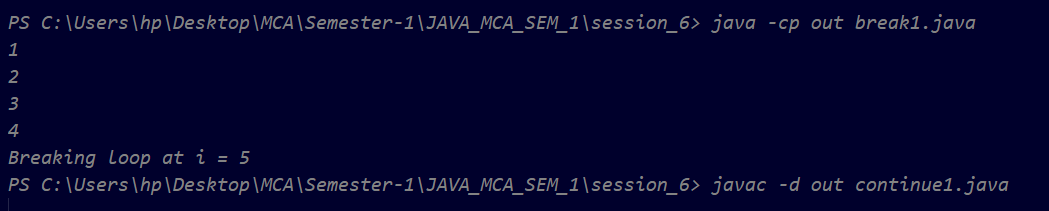 PS C:\Users\hp\Desktop\MCA\Semester-1\JAVA_MCA_SEM_1\session_6> java -cp out break1.java
1
2
3
4
Breaking loop at i = 5
PS C:\Users\hp\Desktop\MCA\Semester-1\JAVA_MCA_SEM_1\session_6> javac -d out continue1.java